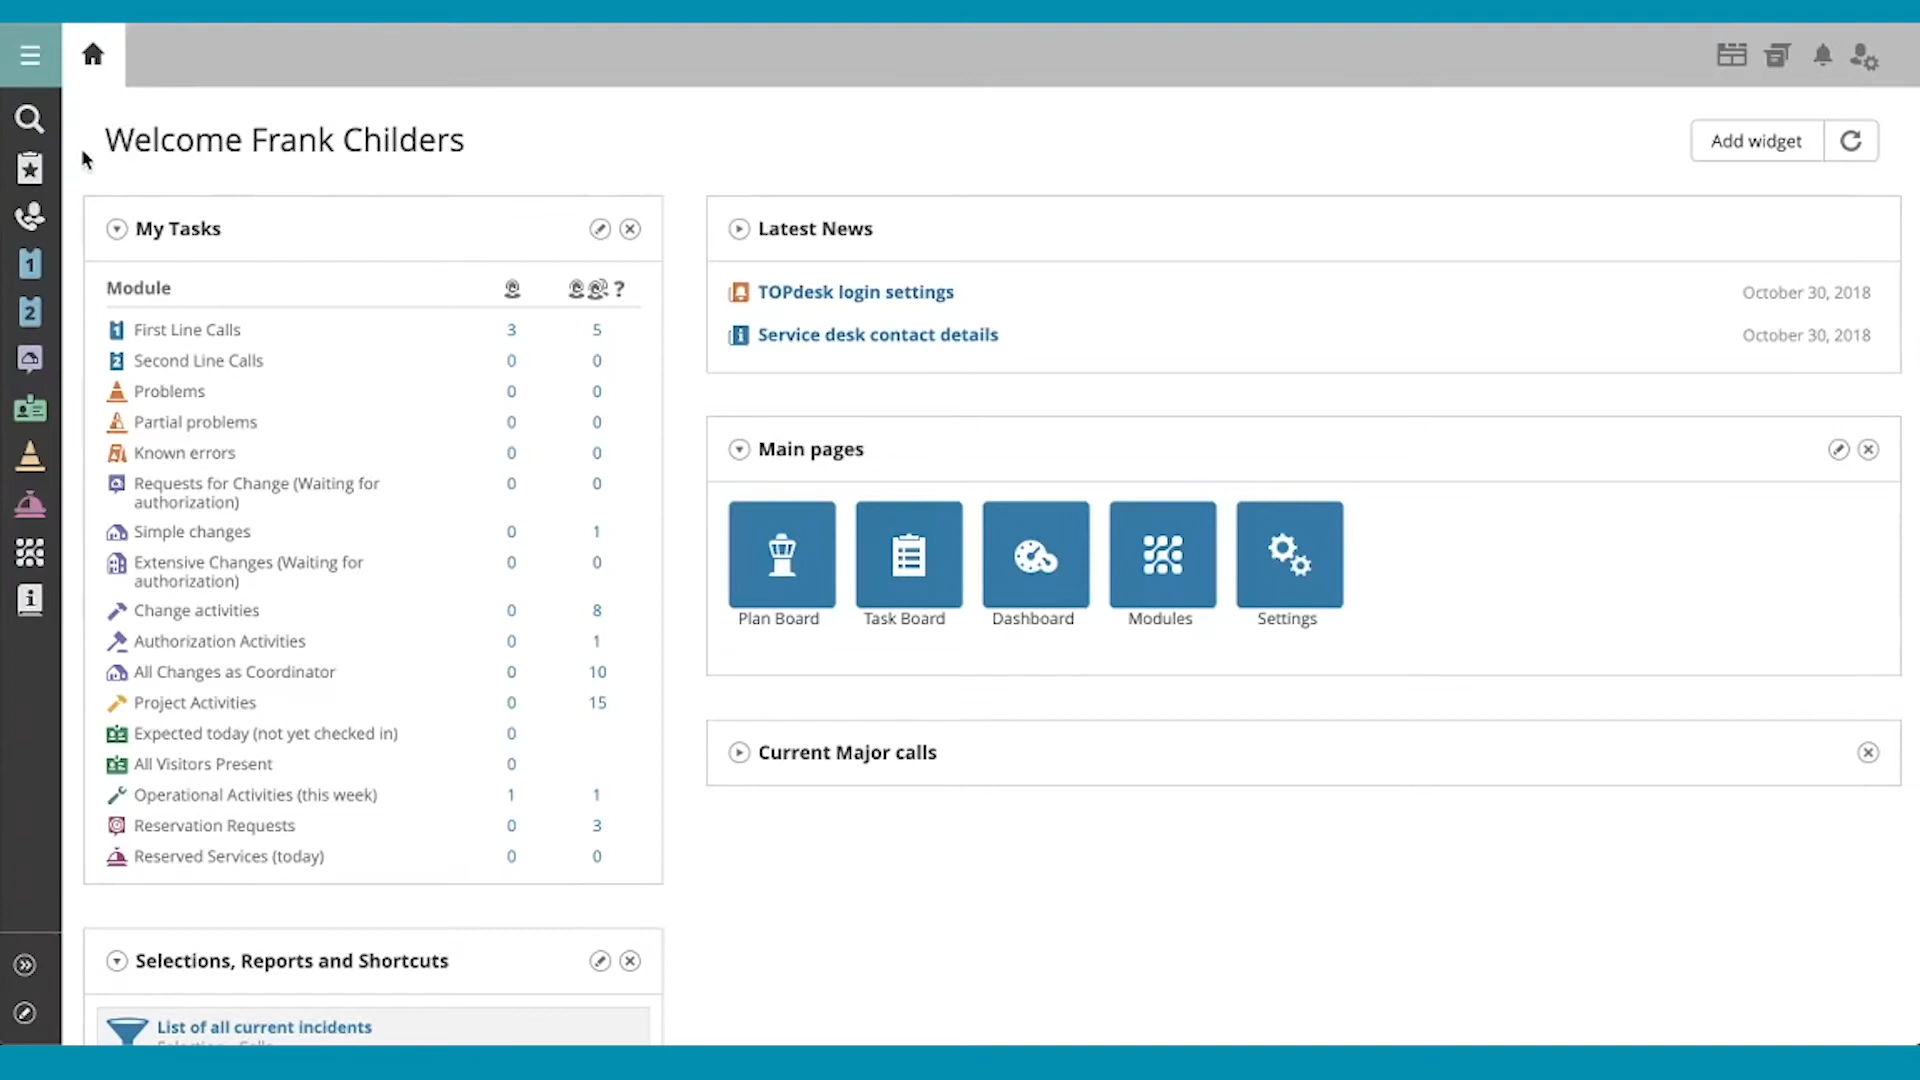 Welcome Frank Childers
Add widget
My Tasks
Module ?
First Line Calls 3 5
Second Line Calls 0 0
Problems 0 0
Partial problems 0 0
Known errors 0 0
Requests for Change (Waiting for
authorization) 0 0
Simple changes 0 1
Extensive Changes (Waiting for
authorization) 0 0
Change activities 0 8
Authorization Activities 0 1
All Changes as Coordinator 0 10
Project Activities 0 15
Expected today (not yet checked in) 0
All Visitors Present 0
Operational Activities (this week) 1 1
Reservation Requests 0 3
Reserved Services (today) 0 0
Selections, Reports and Shortcuts
List of all current incidents
Latest News
TOPdesk login settings October 30, 2018
Service desk contact details October 30, 2018
Main pages
Plan Board Task Board Dashboard Modules Settings
Current Major calls
1
2